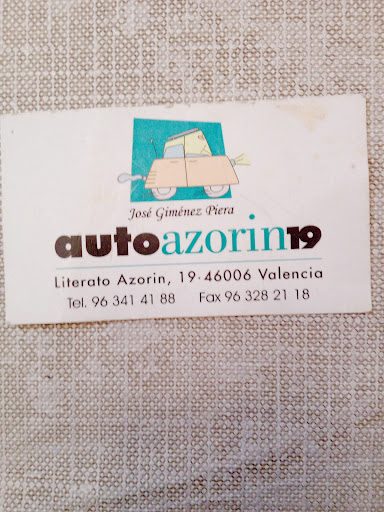 José Giménez Piera
autoazorin19
Literato Azorin, 19-46006 Valencia
Tel. 96 341 41 88 Fax 96 328 21 18